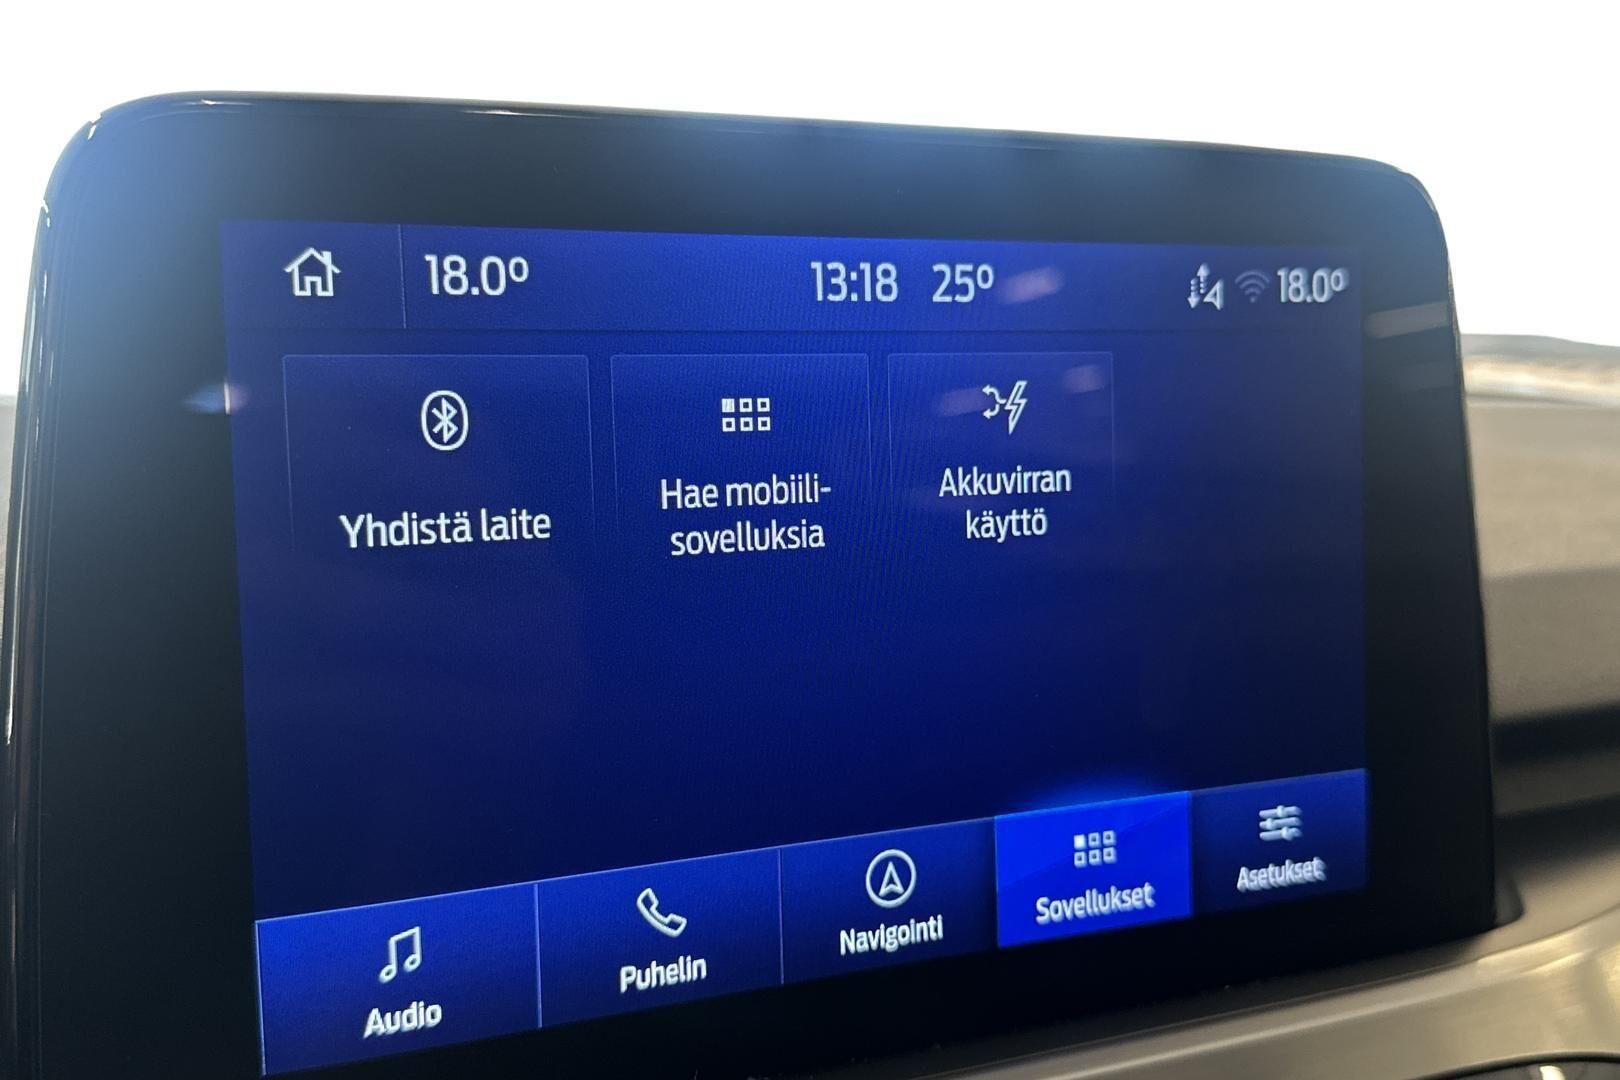 18.0° 13:18 25° 18.0°
Yhdistä laite
Hae mobiili-
sovelluksia
Akkuvirran
käyttö
Audio
Puhelin
Navigointi
Sovellukset
Asetukset